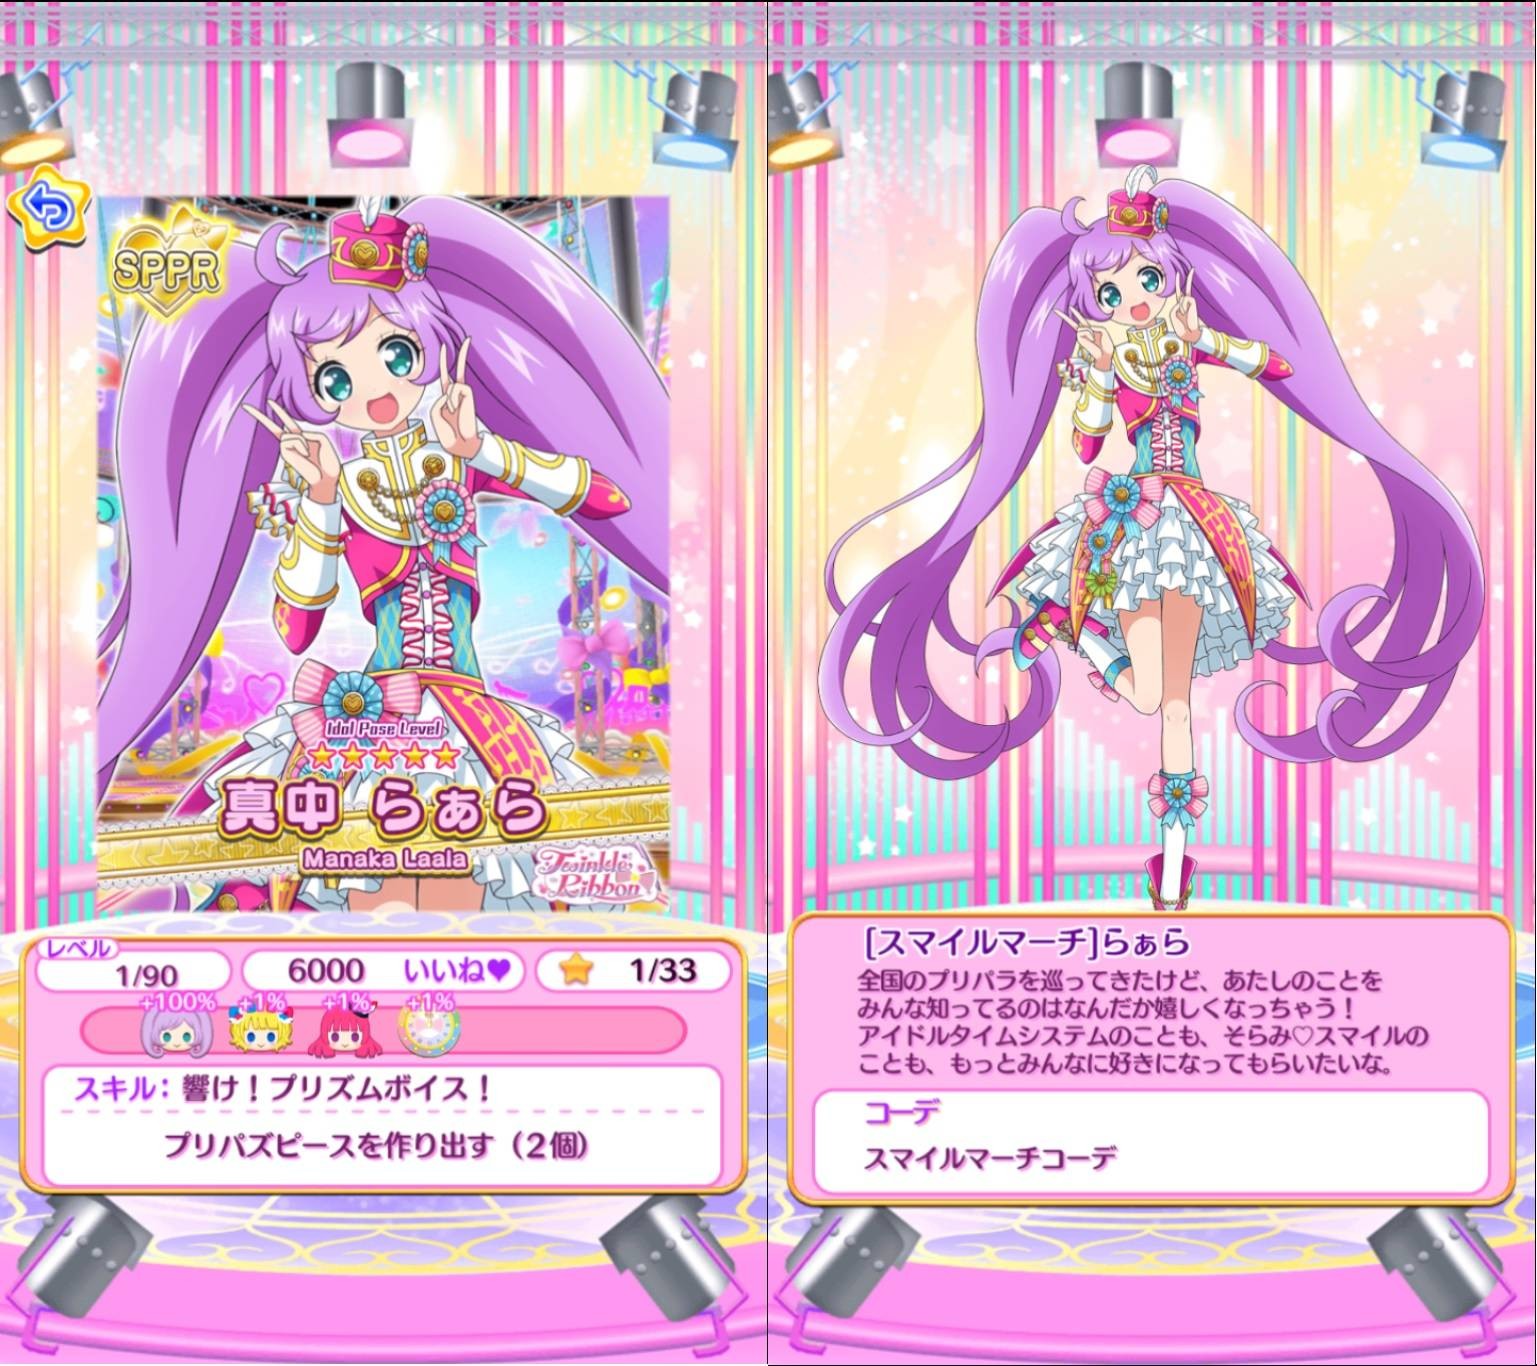 SPPR
Idol Pose Level
真中 らぁら
Manaka Laala
Twinkle Ribbon
レベル
1/90
6000 いいね♥
1/33
+100% +1% +1% +1%
スキル：響け！プリズムボイス！
プリパズピースを作り出す（2個）
[スマイルマーチ]らぁら
全国のプリパラを巡ってきたけど、あたしのことを
みんな知ってるのはなんだか嬉しくなっちゃう！
アイドルタイムシステムのことも、そらみ♡スマイルの
ことも、もっとみんなに好きになってもらいたいな。
コーデ
スマイルマーチコーデ